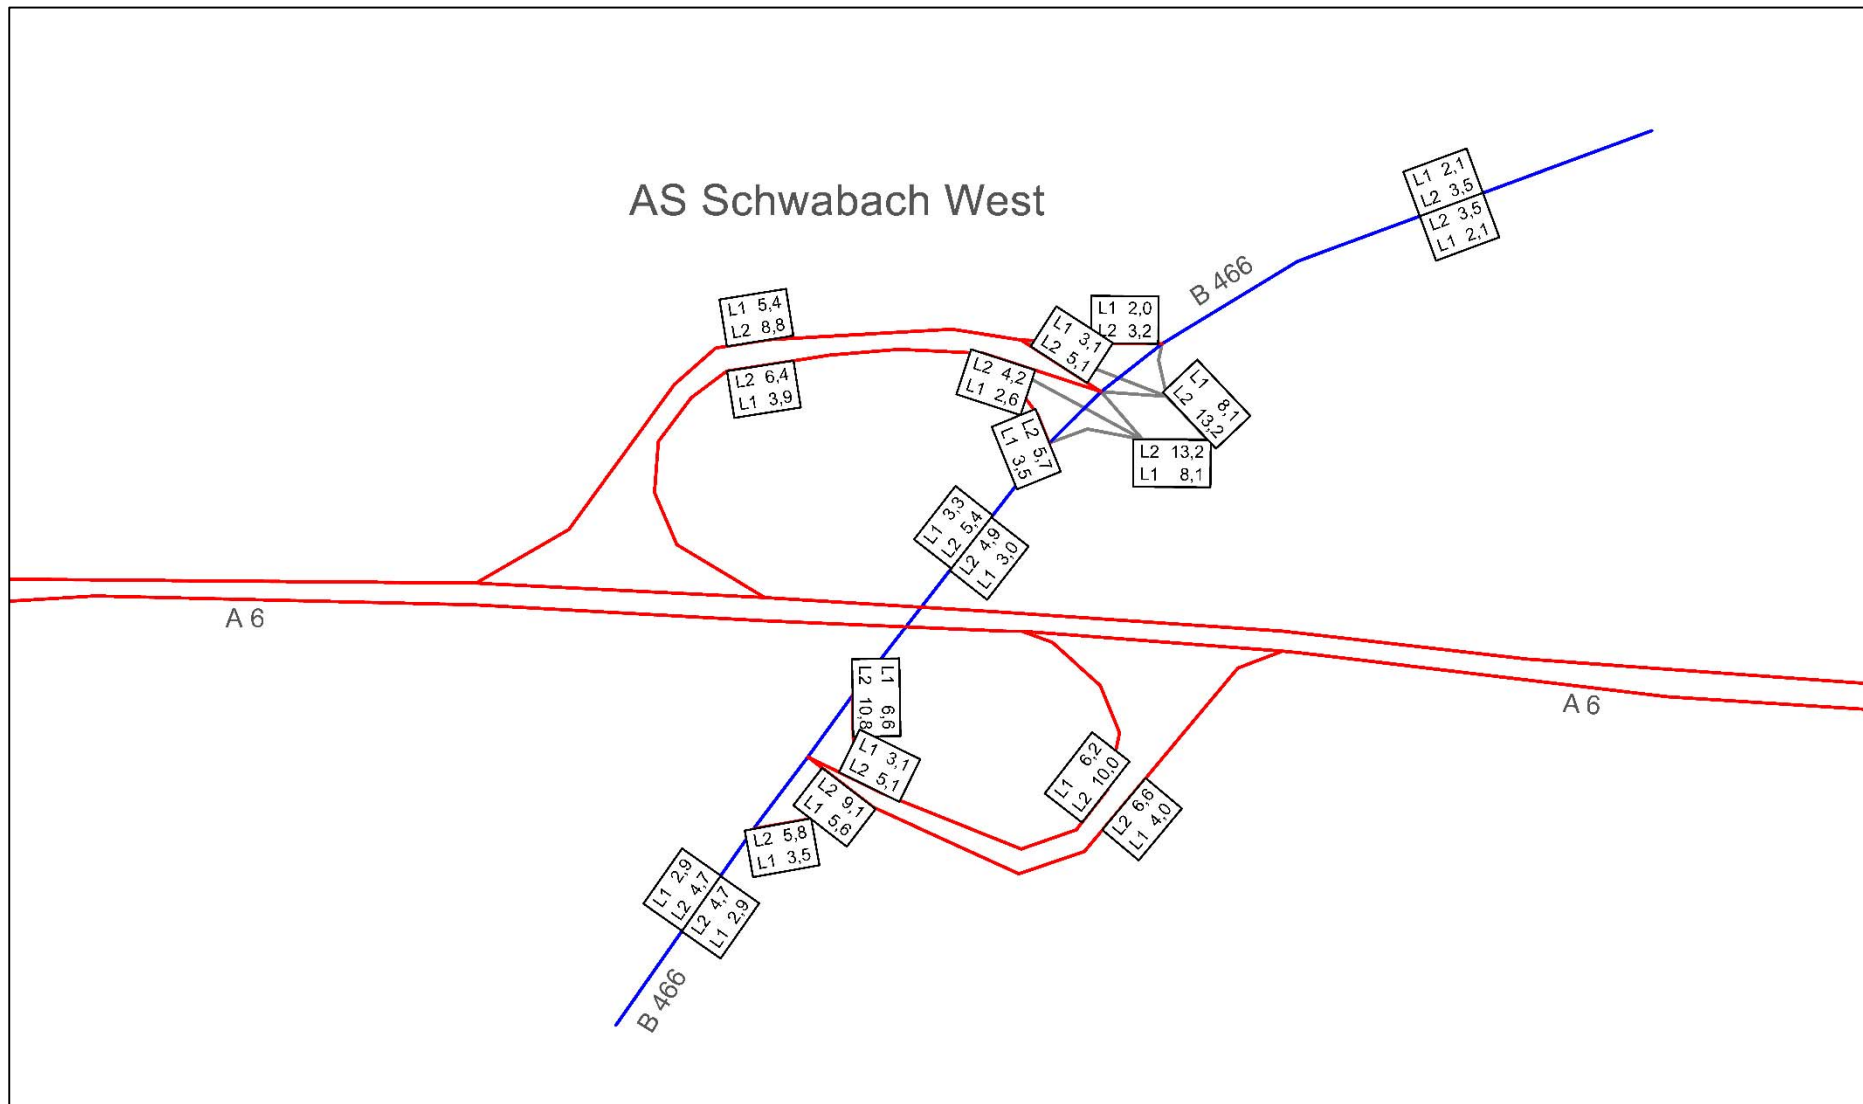 AS Schwabach West
L1 2,1
L2 3,5
L2 3,5
L1 2,1
B 466
L1 5,4
L2 8,8
L2 6,4
L1 3,9
L1 2,0
L2 3,2
L1 3,1
L2 5,1
L2 4,2
L1 2,6
L1 8,1
L2 13,2
L2 13,2
L1 8,1
L2 5,7
L1 3,5
L1 3,3
L2 5,4
L2 4,9
L1 3,0
A 6
A 6
L1 6,6
L2 10,8
L1 3,1
L2 5,1
L2 9,1
L1 5,6
L1 6,2
L2 10,0
L2 6,6
L1 4,0
L2 5,8
L1 3,5
L1 2,9
L2 4,7
L2 4,7
L1 2,9
B 466